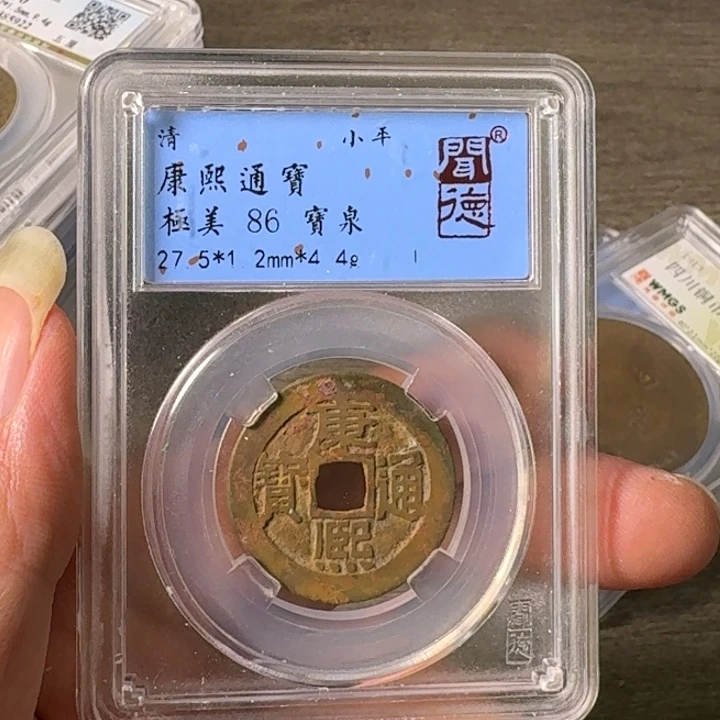 清 小平
康熙通寶
極美 86 寶泉
27.5*1.2mm*4.4g
聞德®
康熙通寶
WMGS